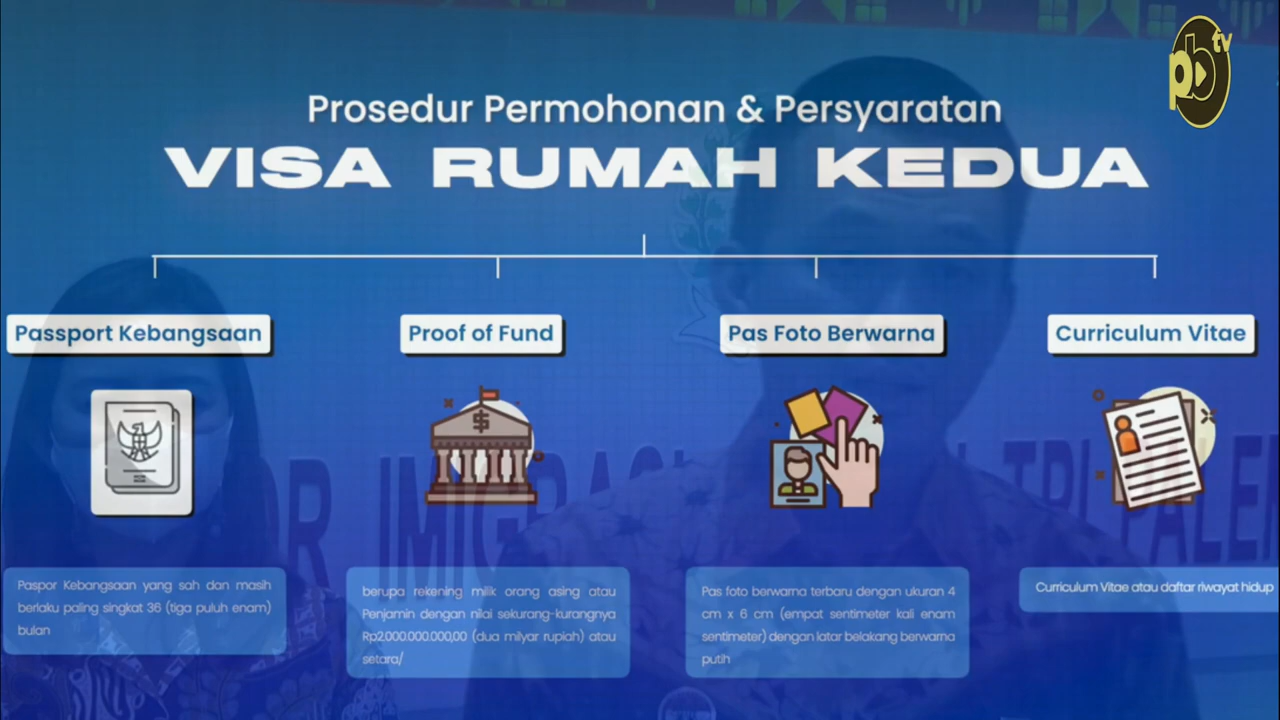 pb tv
Prosedur Permohonan & Persyaratan
VISA RUMAH KEDUA
Passport Kebangsaan
Proof of Fund
Pas Foto Berwarna
Curriculum Vitae
$
OR IMIGRASI
TPI PALE
Paspor Kebangsaan yang sah dan masih
berlaku paling singkat 36 (tiga puluh enam)
bulan
berupa rekening milik orang asing atau
Penjamin dengan nilai sekurang-kurangnya
Rp2.000.000.000,00 (dua milyar rupiah) atau
setara/
Pas foto berwarna terbaru dengan ukuran 4
cm x 6 cm (empat sentimeter kali enam
sentimeter) dengan latar belakang berwarna
putih
Curriculum Vitae atau daftar riwayat hidup